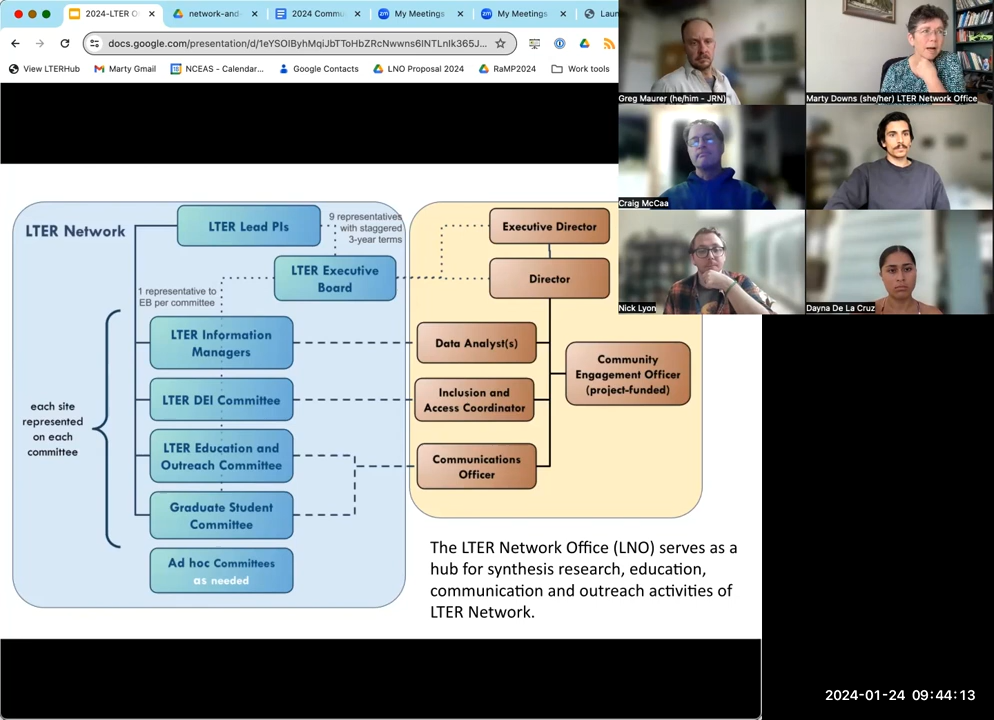 2024-LTER O
network-and-
2024 Commu
My Meetings
My Meetings
Laun
docs.google.com/presentation/d/1eYSOIByhMqiJbTToHbZRcNwwns6INTLnIk365J...
View LTERHub
Marty Gmail
NCEAS - Calendar...
Google Contacts
LNO Proposal 2024
RaMP2024
Work tools
Greg Maurer (he/him - JRN)
Marty Downs (she/her) LTER Network Office
Craig McCaa
Nick Lyon
Dayna De La Cruz
LTER Network
LTER Lead PIs
9 representatives
with staggered
3-year terms
LTER Executive
Board
1 representative to
EB per committee
LTER Information
Managers
LTER DEI Committee
LTER Education and
Outreach Committee
Graduate Student
Committee
Ad hoc Committees
as needed
each site
represented
on each
committee
Executive Director
Director
Data Analyst(s)
Inclusion and
Access Coordinator
Communications
Officer
Community
Engagement Officer
(project-funded)
The LTER Network Office (LNO) serves as a
hub for synthesis research, education,
communication and outreach activities of
LTER Network.
2024-01-24 09:44:13